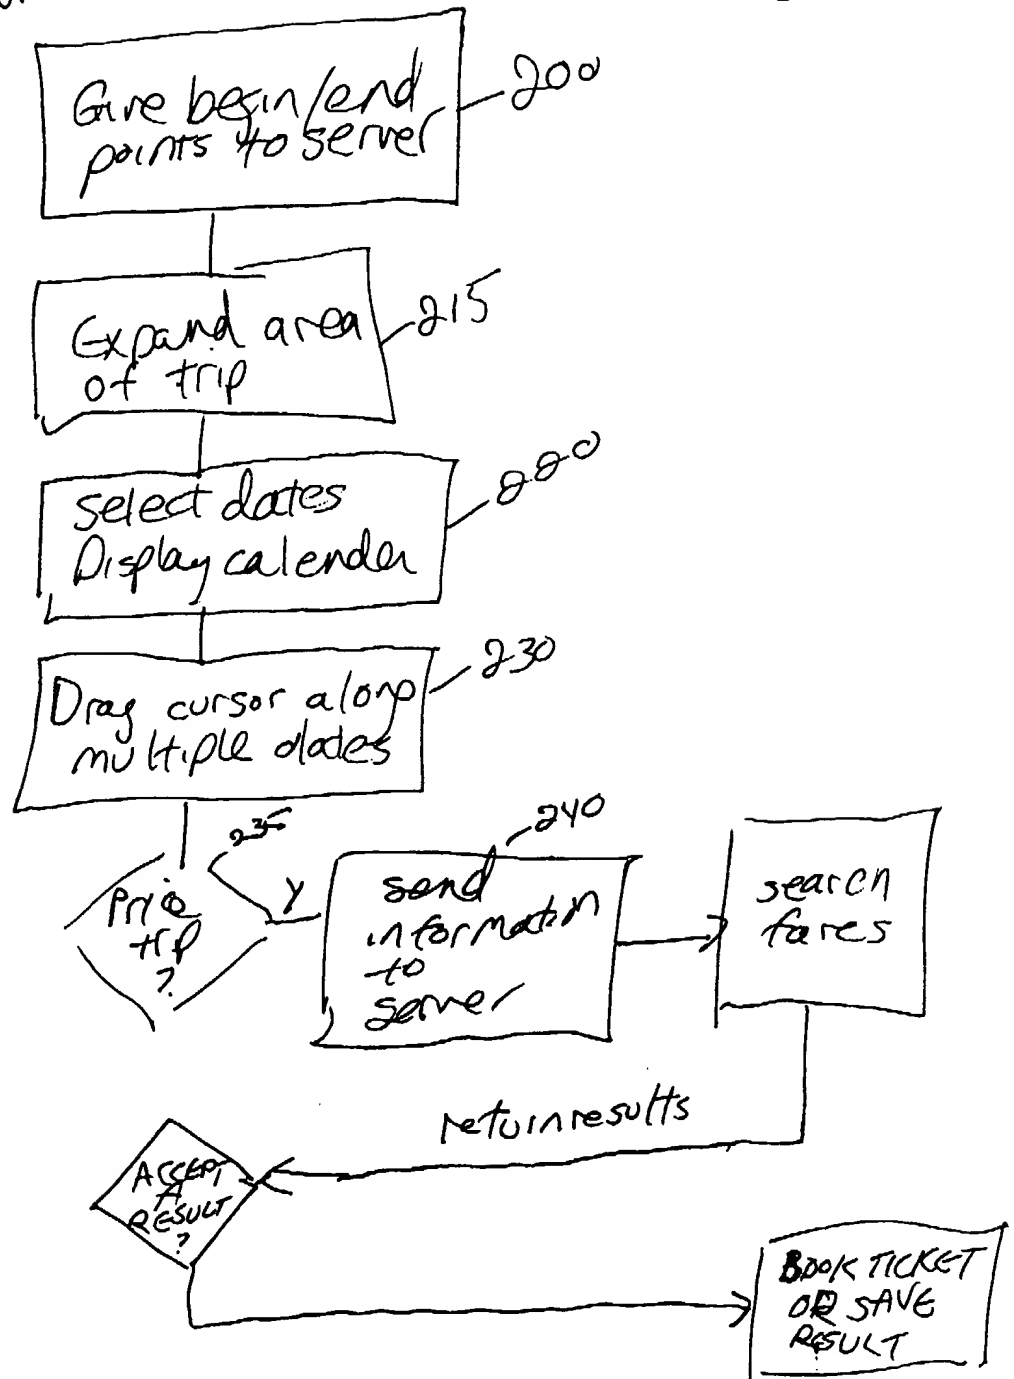 Give begin/end
points to server
200
Expand area
of trip
215
select dates
Display calender
220
Drag cursor along
multiple dates
230
235
Price
trip
?
Y
240
send
information
to
server
search
fares
return results
ACCEPT
A
RESULT
?
BOOK TICKET
OR SAVE
RESULT